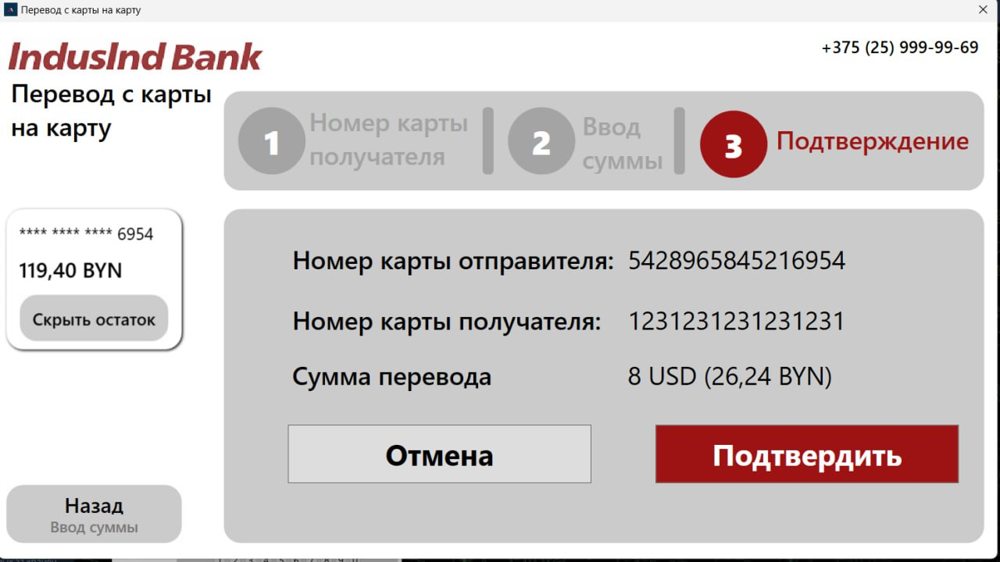 Перевод с карты на карту
IndusInd Bank
+375 (25) 999-99-69
Перевод с карты
на карту
1
Номер карты
получателя
2
Ввод
суммы
3
Подтверждение
**** **** **** 6954
119,40 BYN
Скрыть остаток
Номер карты отправителя: 5428965845216954
Номер карты получателя: 1231231231231231
Сумма перевода 8 USD (26,24 BYN)
Отмена
Подтвердить
Назад
Ввод суммы